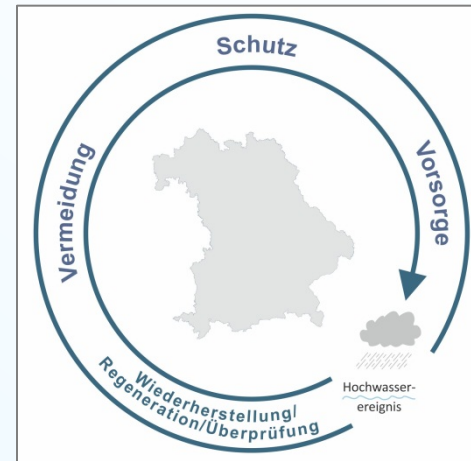 Schutz
Vermeidung
Vorsorge
Hochwasser-
ereignis
Wiederherstellung/
Regeneration/Überprüfung